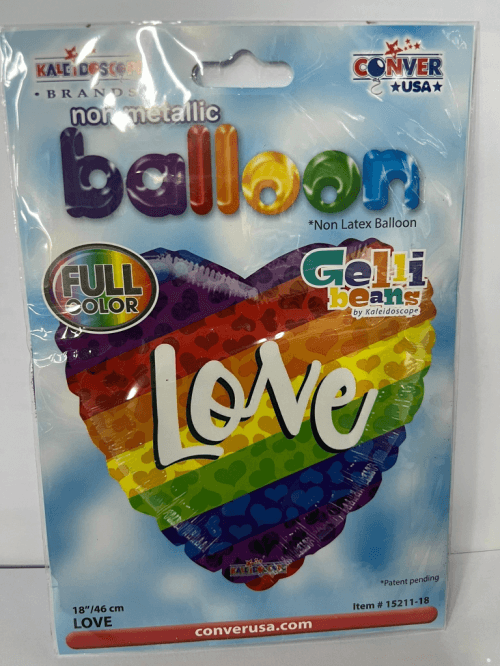 KALEIDOSCOPE
CONVER
• BRANDS
★USA★
non metallic
balloon
*Non Latex Balloon
FULL
COLOR
Gelli
beans
by Kaleidoscope
Love
KALEIDOSCOPE
*Patent pending
18"/46 cm
Item # 15211-18
LOVE
converusa.com